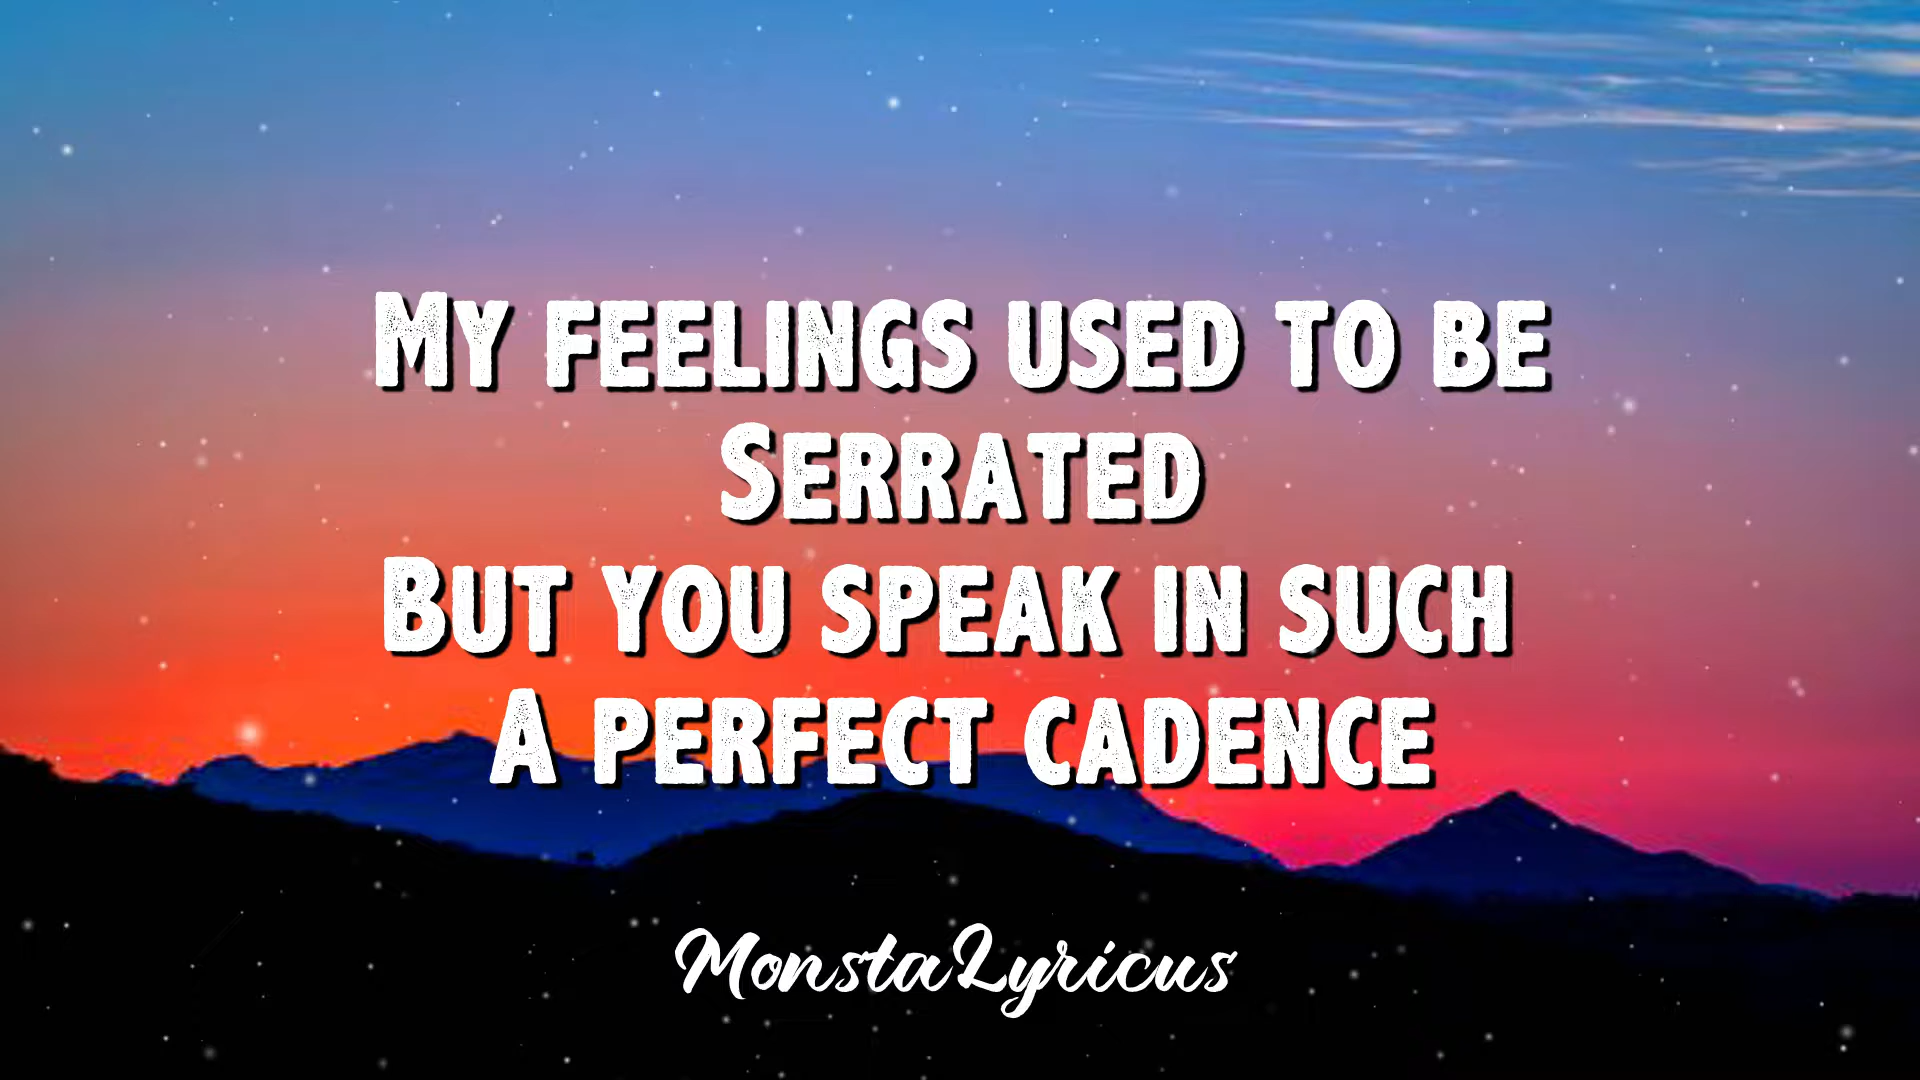 My feelings used to be
Serrated
But you speak in such
A perfect cadence
MonstaLyricus